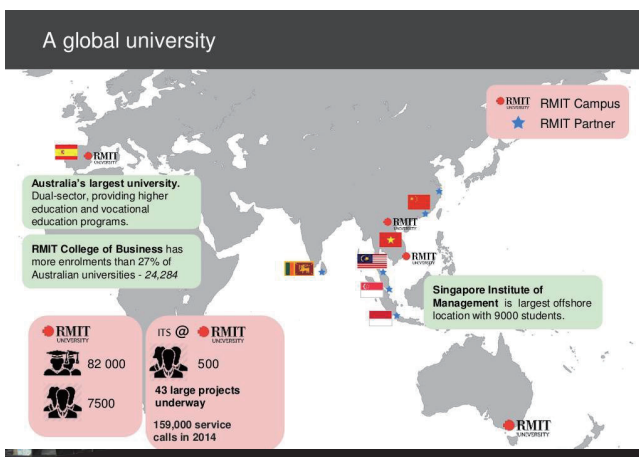 A global university
RMIT
UNIVERSITY
RMIT Campus
RMIT Partner
RMIT
UNIVERSITY
Australia's largest university.
Dual-sector, providing higher
education and vocational
education programs.
RMIT College of Business has
more enrolments than 27% of
Australian universities - 24,284
RMIT
UNIVERSITY
RMIT
UNIVERSITY
Singapore Institute of
Management is largest offshore
location with 9000 students.
RMIT
UNIVERSITY
82 000
7500
ITS @ RMIT
UNIVERSITY
500
43 large projects
underway
159,000 service
calls in 2014
RMIT
UNIVERSITY